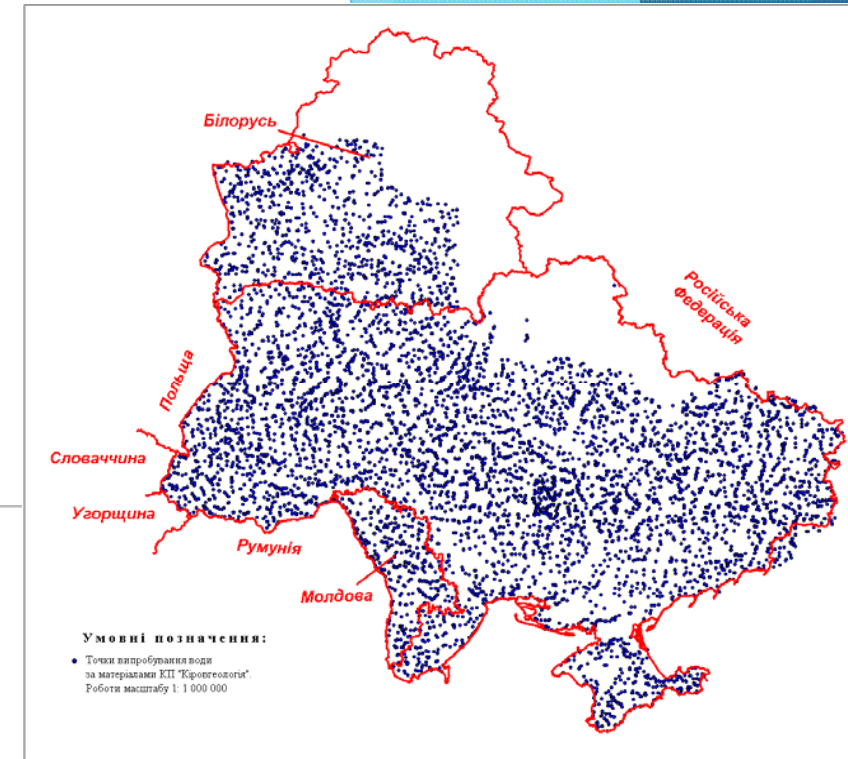 Білорусь
Російська
Федерація
Польща
Словаччина
Угорщина
Румунія
Молдова
Умовні позначення:
Точки випробування води
за матеріалами КП "Кіровгеологія".
Роботи масштабу 1: 1 000 000